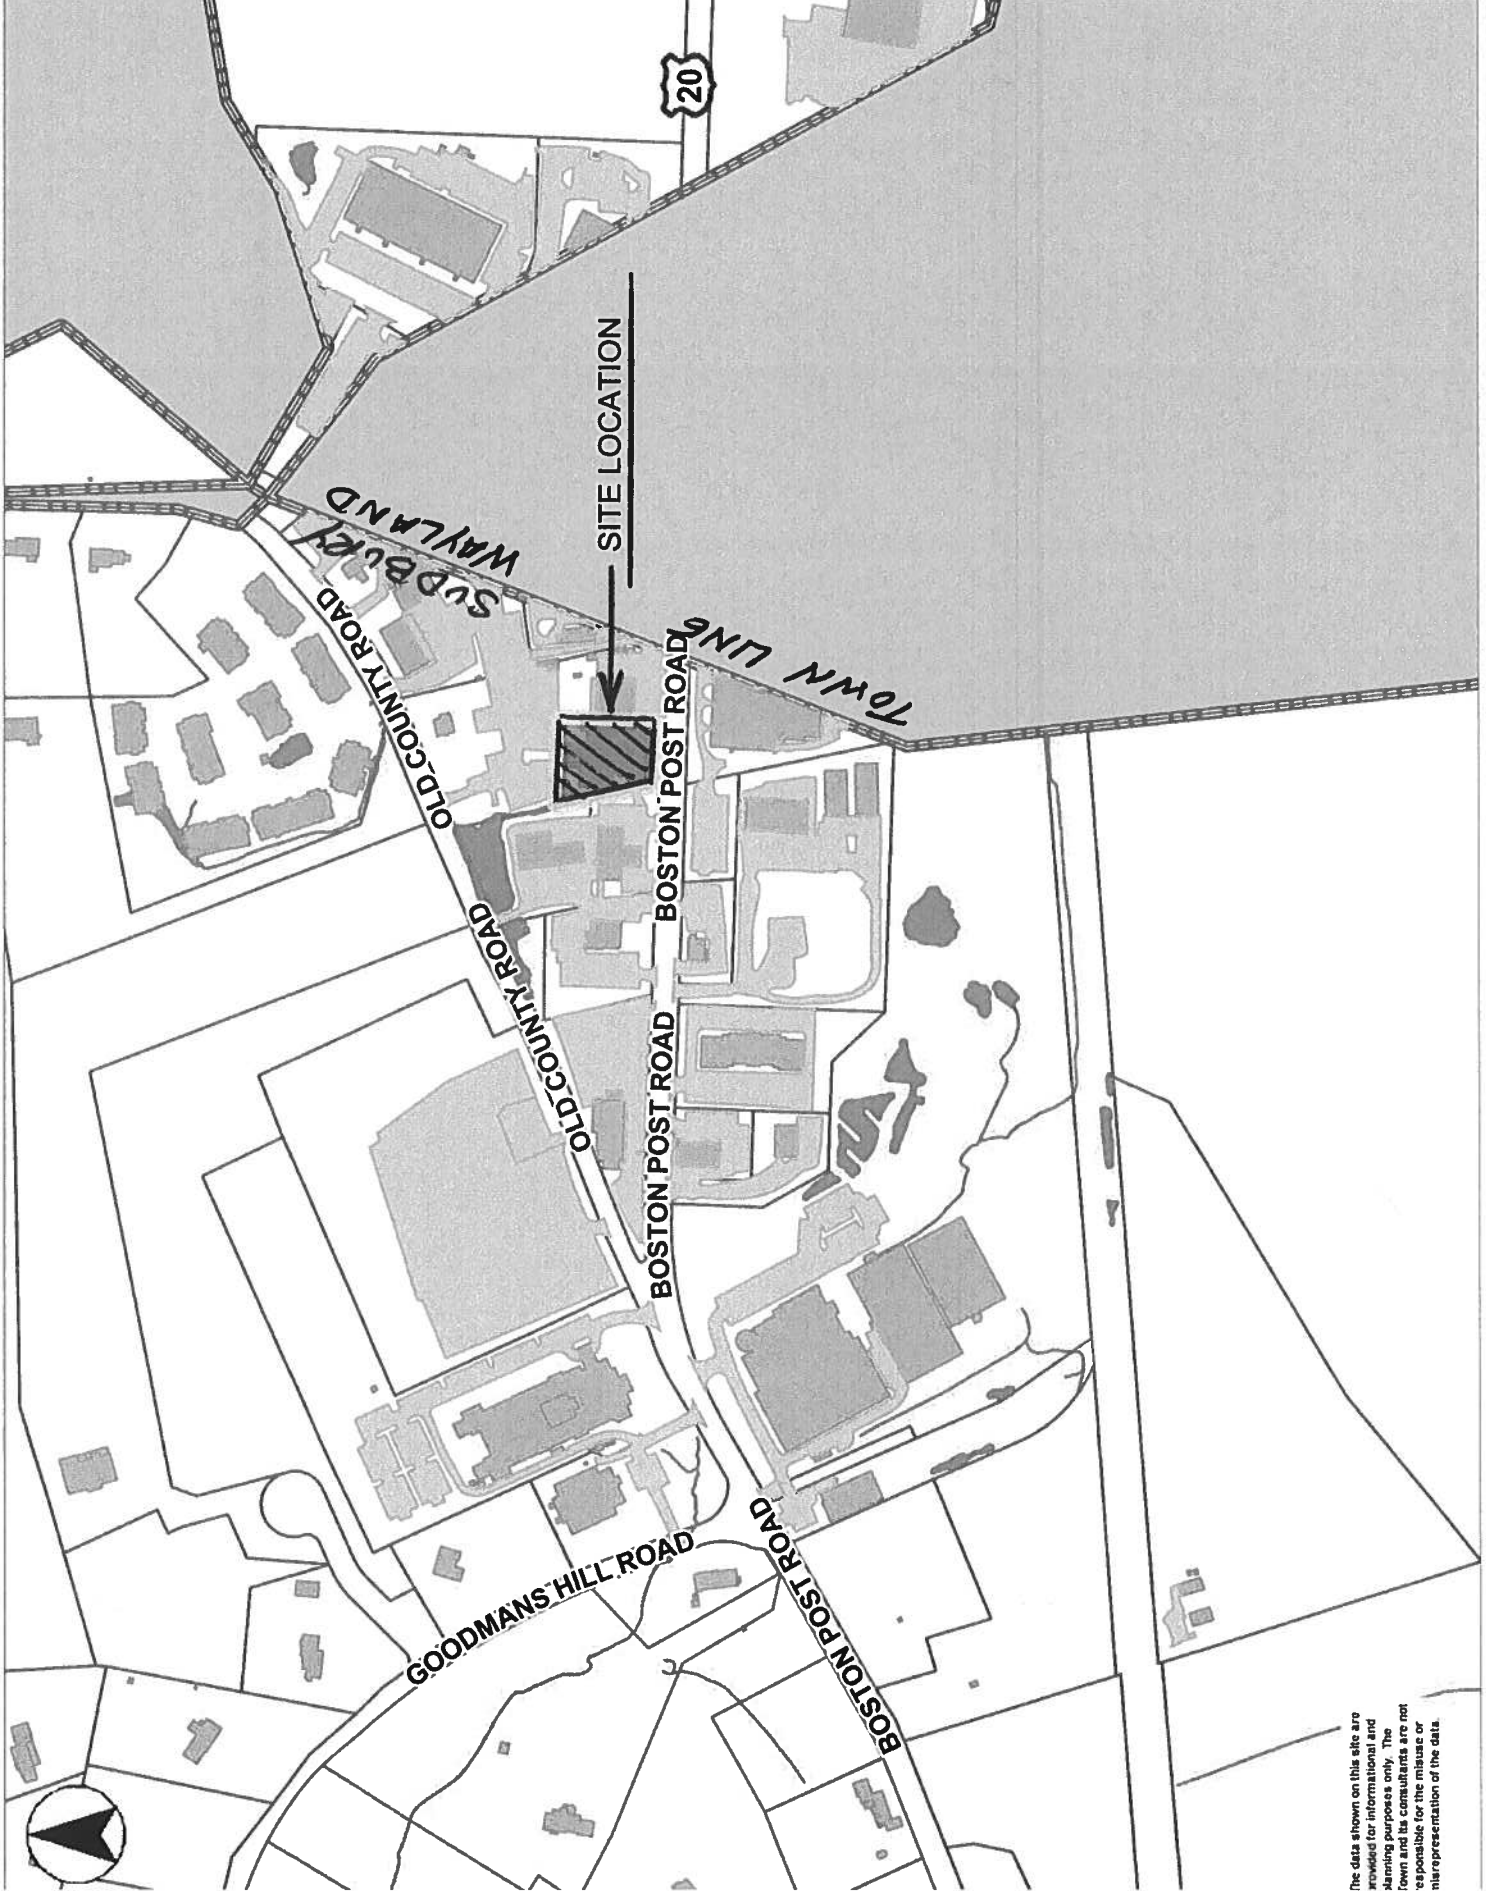 20
SITE LOCATION
WAYLAND
SUDBURY
TOWN LINE
OLD COUNTY ROAD
OLD COUNTY ROAD
OLD COUNTY ROAD
BOSTON POST ROAD
BOSTON POST ROAD
BOSTON POST ROAD
GOODMANS HILL ROAD
BOSTON POST ROAD
The data shown on this site are
provided for informational and
planning purposes only. The
Town and its consultants are not
responsible for the misuse or
misrepresentation of the data.